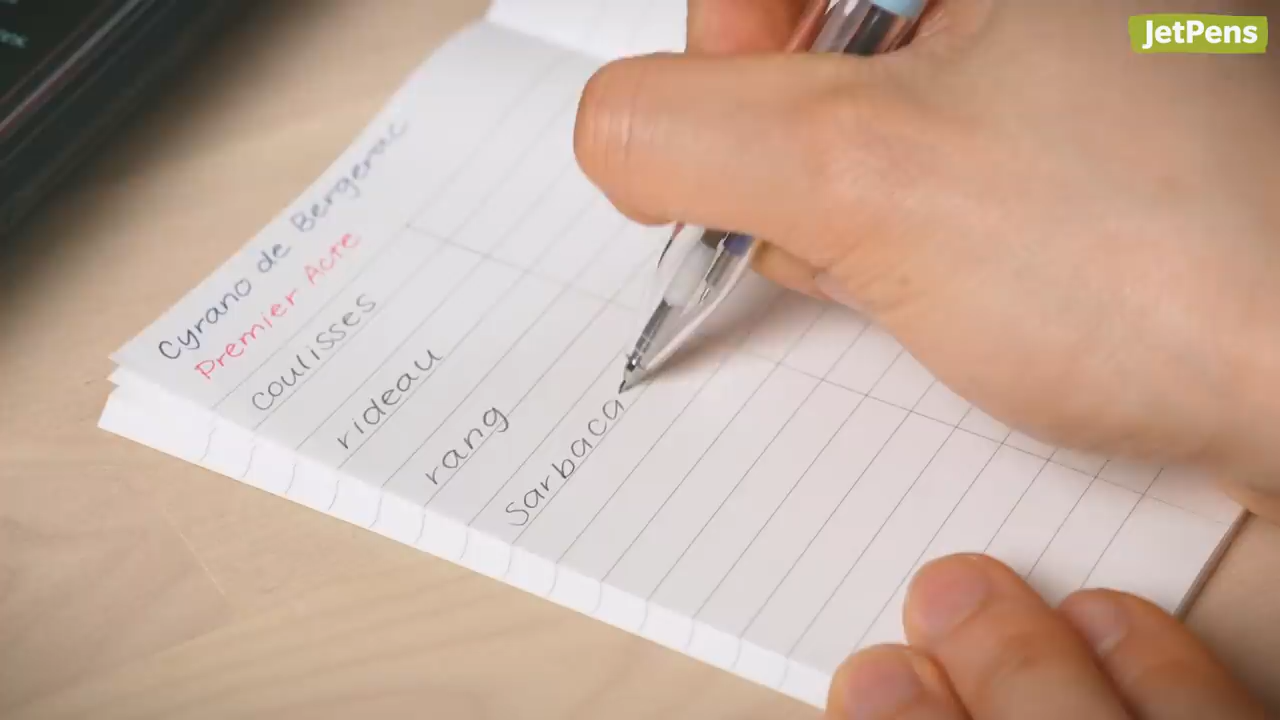 JetPens
Cyrano de Bergerac
Premier Acte
coulisses
rideau
rang
sarbaca